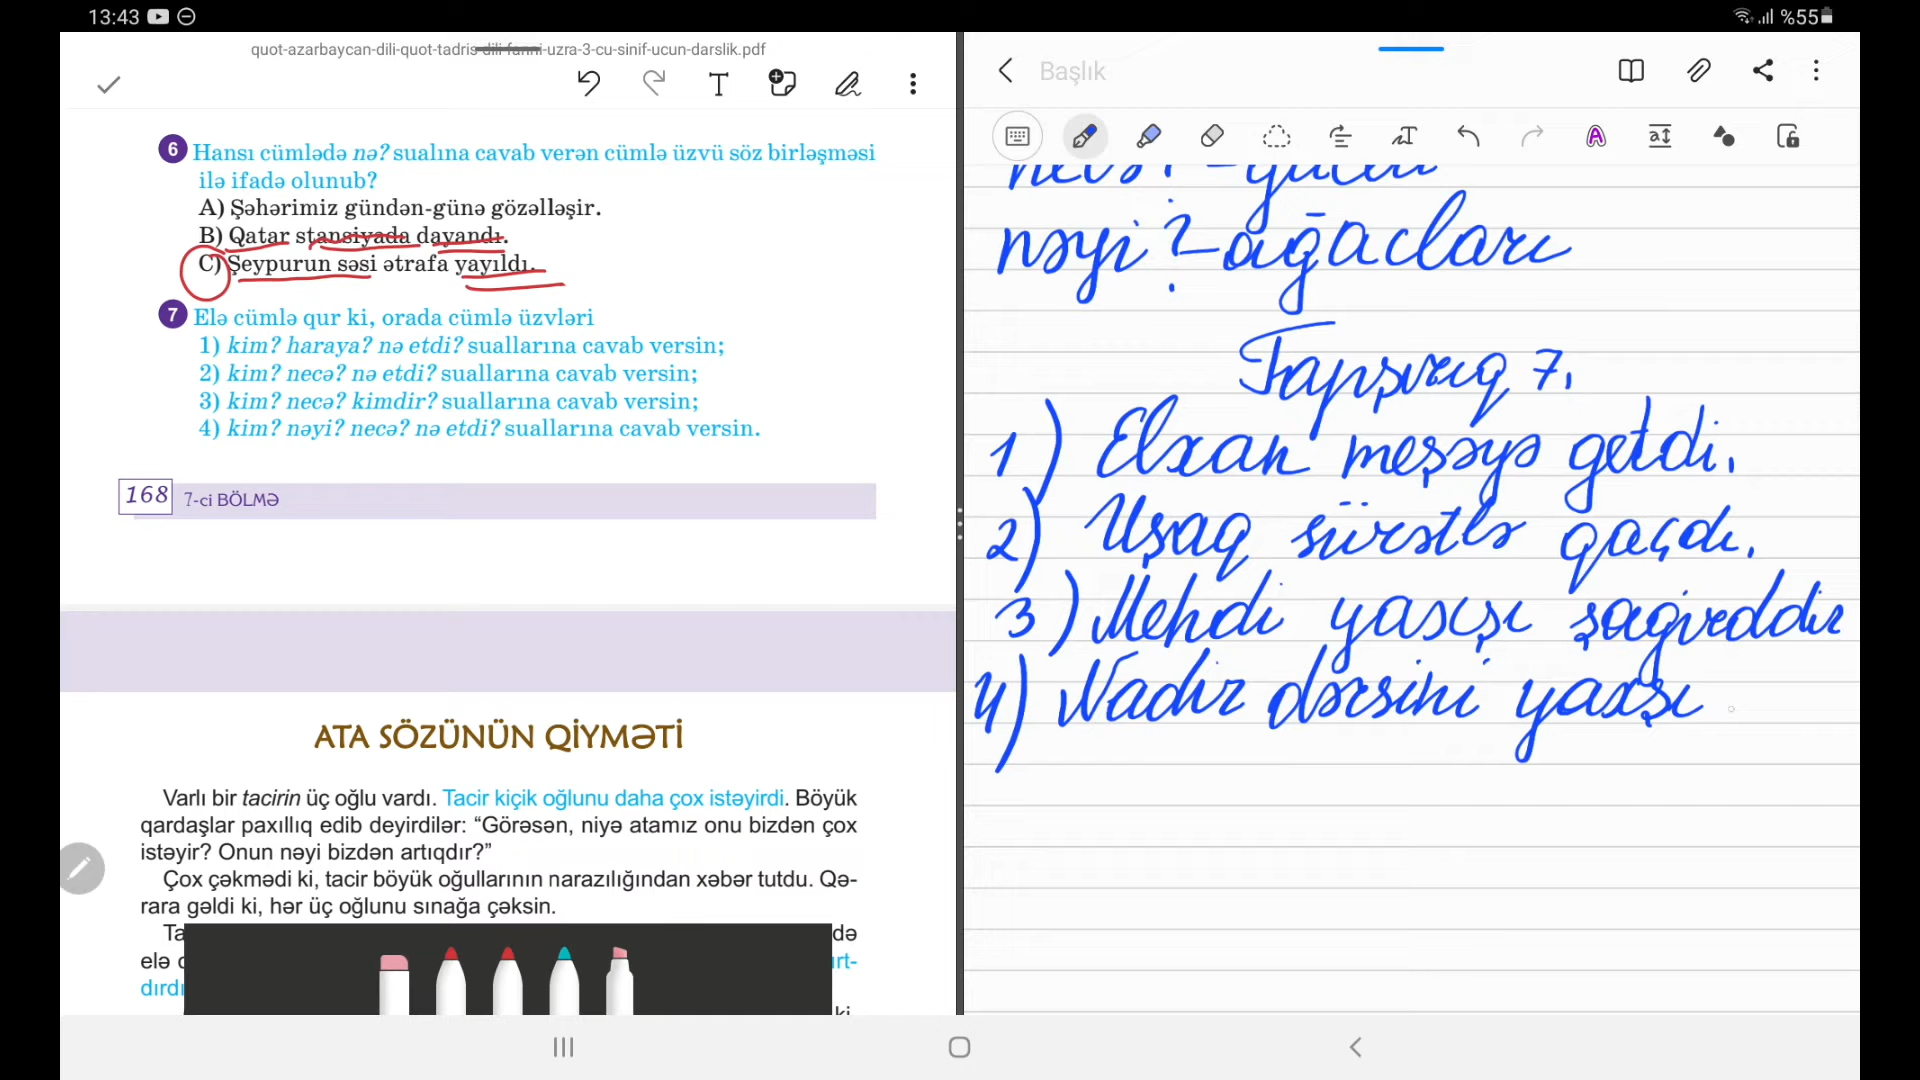 13:43
%55
quot-azarbaycan-dili-quot-tadris-dili-fanni-uzra-3-cu-sinif-ucun-darslik.pdf
6 Hansı cümlədə nə? sualına cavab verən cümlə üzvü söz birləşməsi
ilə ifadə olunub?
A) Şəhərimiz gündən-günə gözəlləşir.
B) Qatar stansiyada dayandı.
C) Şeypurun səsi ətrafa yayıldı.
7 Elə cümlə qur ki, orada cümlə üzvləri
1) kim? haraya? nə etdi? suallarına cavab versin;
2) kim? necə? nə etdi? suallarına cavab versin;
3) kim? necə? kimdir? suallarına cavab versin;
4) kim? nəyi? necə? nə etdi? suallarına cavab versin.
168 7-ci BÖLMƏ
ATA SÖZÜNÜN QİYMƏTİ
Varlı bir tacirin üç oğlu vardı. Tacir kiçik oğlunu daha çox istəyirdi. Böyük
qardaşlar paxıllıq edib deyirdilər: “Görəsən, niyə atamız onu bizdən çox
istəyir? Onun nəyi bizdən artıqdır?”
Çox çəkmədi ki, tacir böyük oğullarının narazılığından xəbər tutdu. Qə-
rara gəldi ki, hər üç oğlunu sınağa çəksin.
Ta də
elə
dırdı
Başlık
nəyi? - ağacları
Tapşırıq 7.
1) Elxan meşəyə getdi.
2) Uşaq sürətlə qaçdı.
3) Mehdi yaxşı şagirddir
4) Nadir dərsini yaxşı